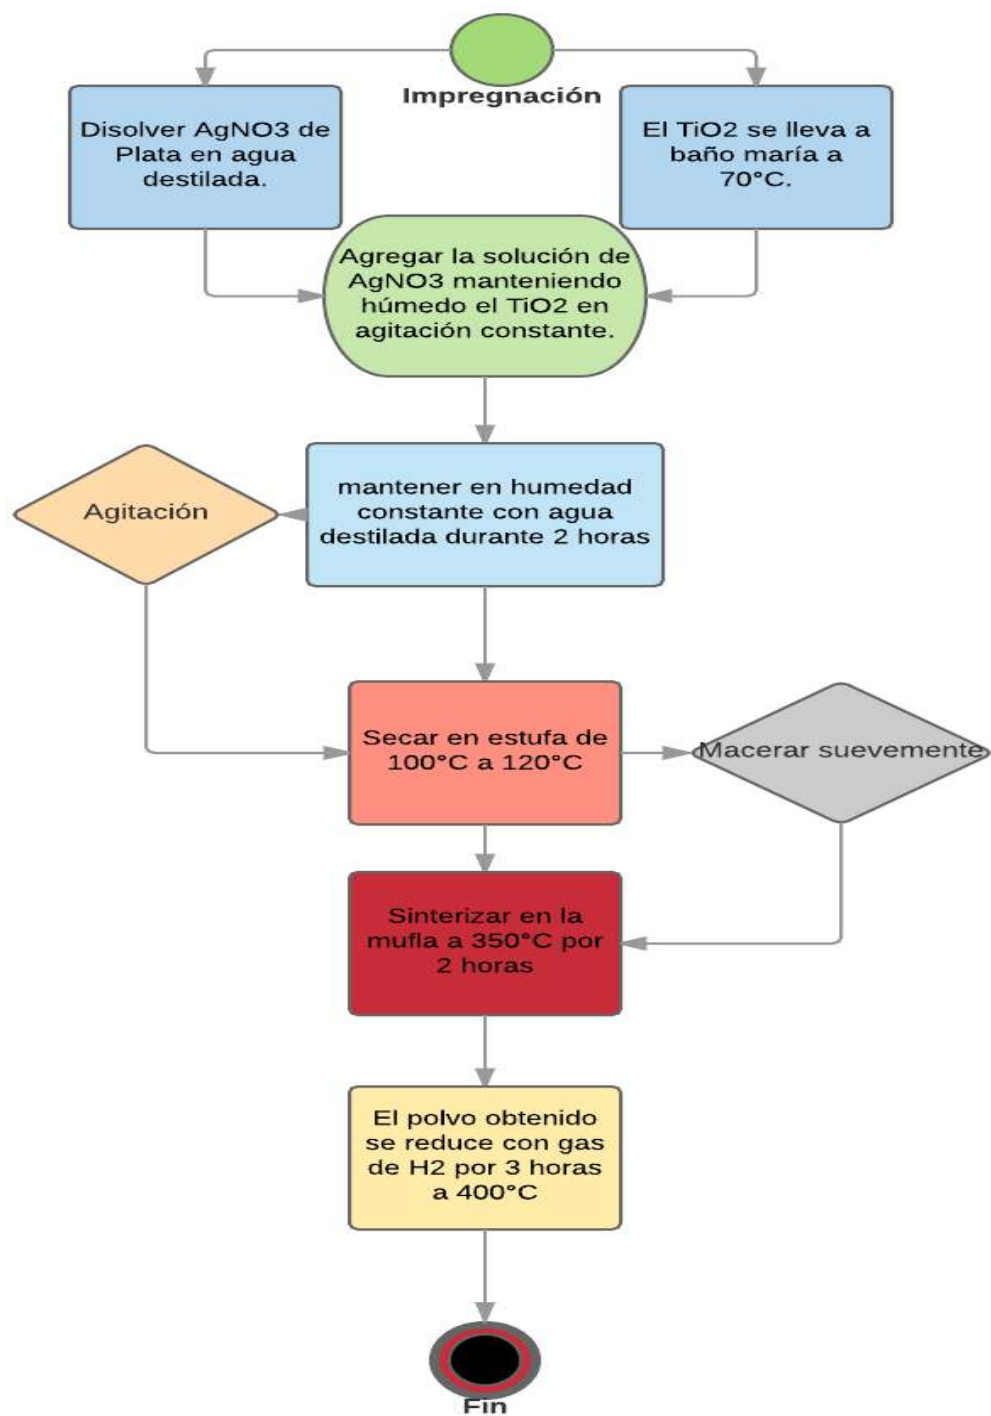 Impregnación
Disolver AgNO3 de
Plata en agua
destilada.
El TiO2 se lleva a
baño maría a
70°C.
Agregar la solución de
AgNO3 manteniendo
húmedo el TiO2 en
agitación constante.
mantener en humedad
constante con agua
destilada durante 2 horas
Agitación
Secar en estufa de
100°C a 120°C
Macerar suevemente
Sinterizar en la
mufla a 350°C por
2 horas
El polvo obtenido
se reduce con gas
de H2 por 3 horas
a 400°C
Fin